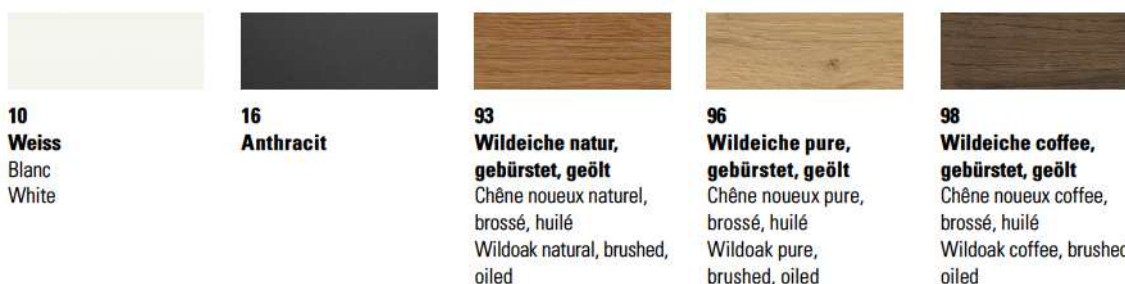 10
Weiss
Blanc
White
16
Anthracit
93
Wildeiche natur,
gebürstet, geölt
Chêne noueux naturel,
brossé, huilé
Wildoak natural, brushed,
oiled
96
Wildeiche pure,
gebürstet, geölt
Chêne noueux pure,
brossé, huilé
Wildoak pure,
brushed, oiled
98
Wildeiche coffee,
gebürstet, geölt
Chêne noueux coffee,
brossé, huilé
Wildoak coffee, brushed
oiled